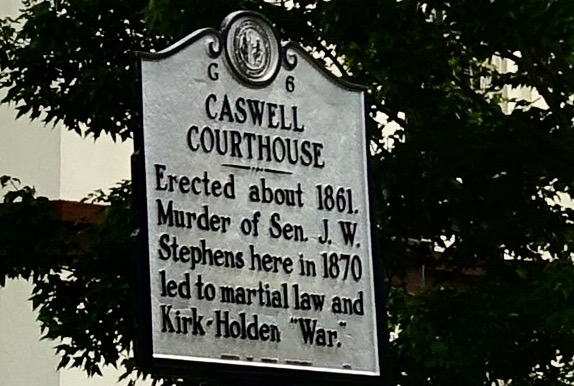 G 6
CASWELL
COURTHOUSE
Erected about 1861.
Murder of Sen. J. W.
Stephens here in 1870
led to martial law and
Kirk-Holden "War."